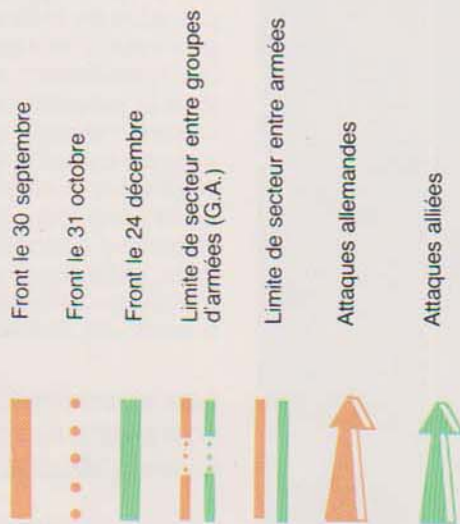 Front le 30 septembre
Front le 31 octobre
Front le 24 décembre
Limite de secteur entre groupes
d'armées (G.A.)
Limite de secteur entre armées
Attaques allemandes
Attaques alliées